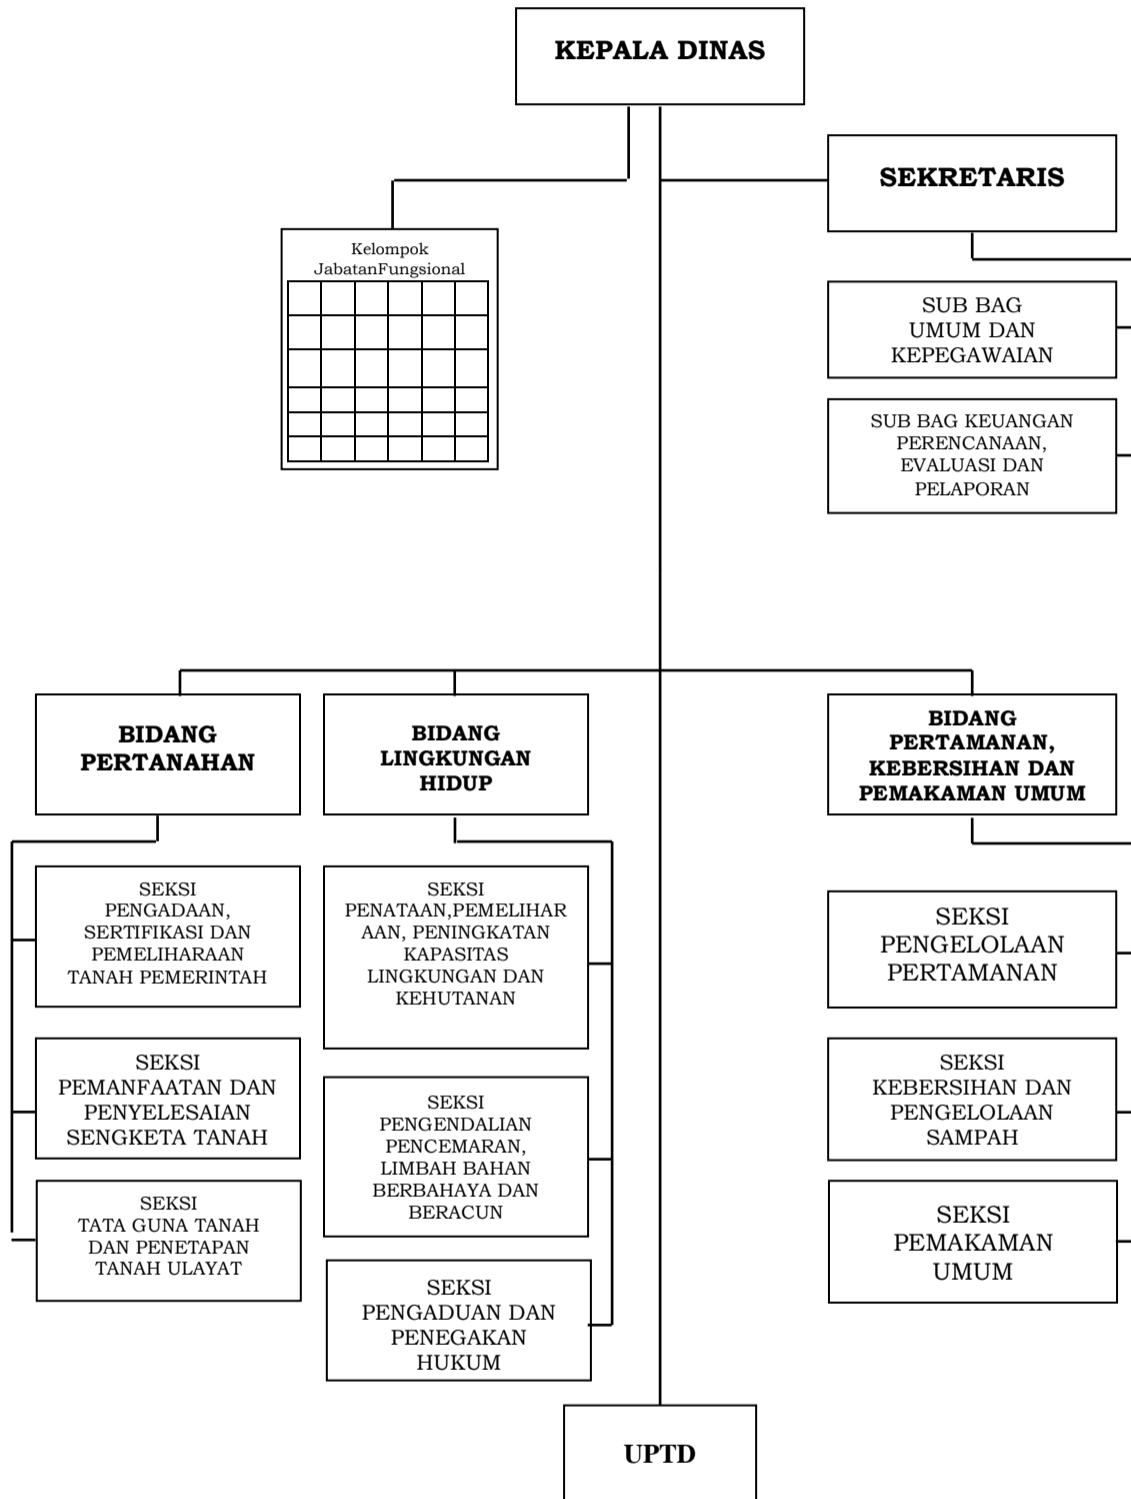 KEPALA DINAS
SEKRETARIS
Kelompok
JabatanFungsional
SUB BAG
UMUM DAN
KEPEGAWAIAN
SUB BAG KEUANGAN
PERENCANAAN,
EVALUASI DAN
PELAPORAN
BIDANG
PERTANAHAN
BIDANG
LINGKUNGAN
HIDUP
BIDANG
PERTAMANAN,
KEBERSIHAN DAN
PEMAKAMAN UMUM
SEKSI
PENGADAAN,
SERTIFIKASI DAN
PEMELIHARAAN
TANAH PEMERINTAH
SEKSI
PEMANFAATAN DAN
PENYELESAIAN
SENGKETA TANAH
SEKSI
TATA GUNA TANAH
DAN PENETAPAN
TANAH ULAYAT
SEKSI
PENATAAN,PEMELIHAR
AAN, PENINGKATAN
KAPASITAS
LINGKUNGAN DAN
KEHUTANAN
SEKSI
PENGENDALIAN
PENCEMARAN,
LIMBAH BAHAN
BERBAHAYA DAN
BERACUN
SEKSI
PENGADUAN DAN
PENEGAKAN
HUKUM
SEKSI
PENGELOLAAN
PERTAMANAN
SEKSI
KEBERSIHAN DAN
PENGELOLAAN
SAMPAH
SEKSI
PEMAKAMAN
UMUM
UPTD